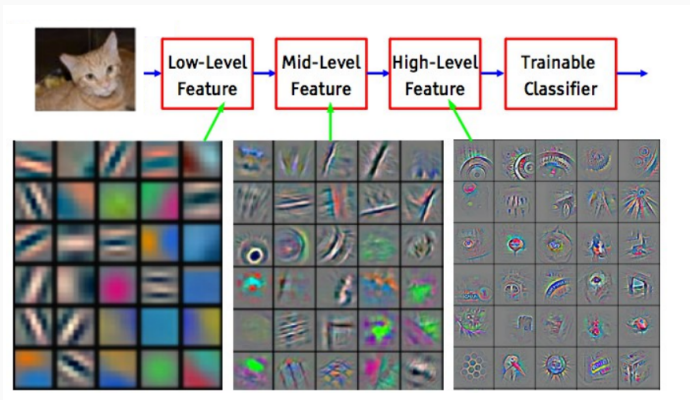 Low-Level
Feature
Mid-Level
Feature
High-Level
Feature
Trainable
Classifier